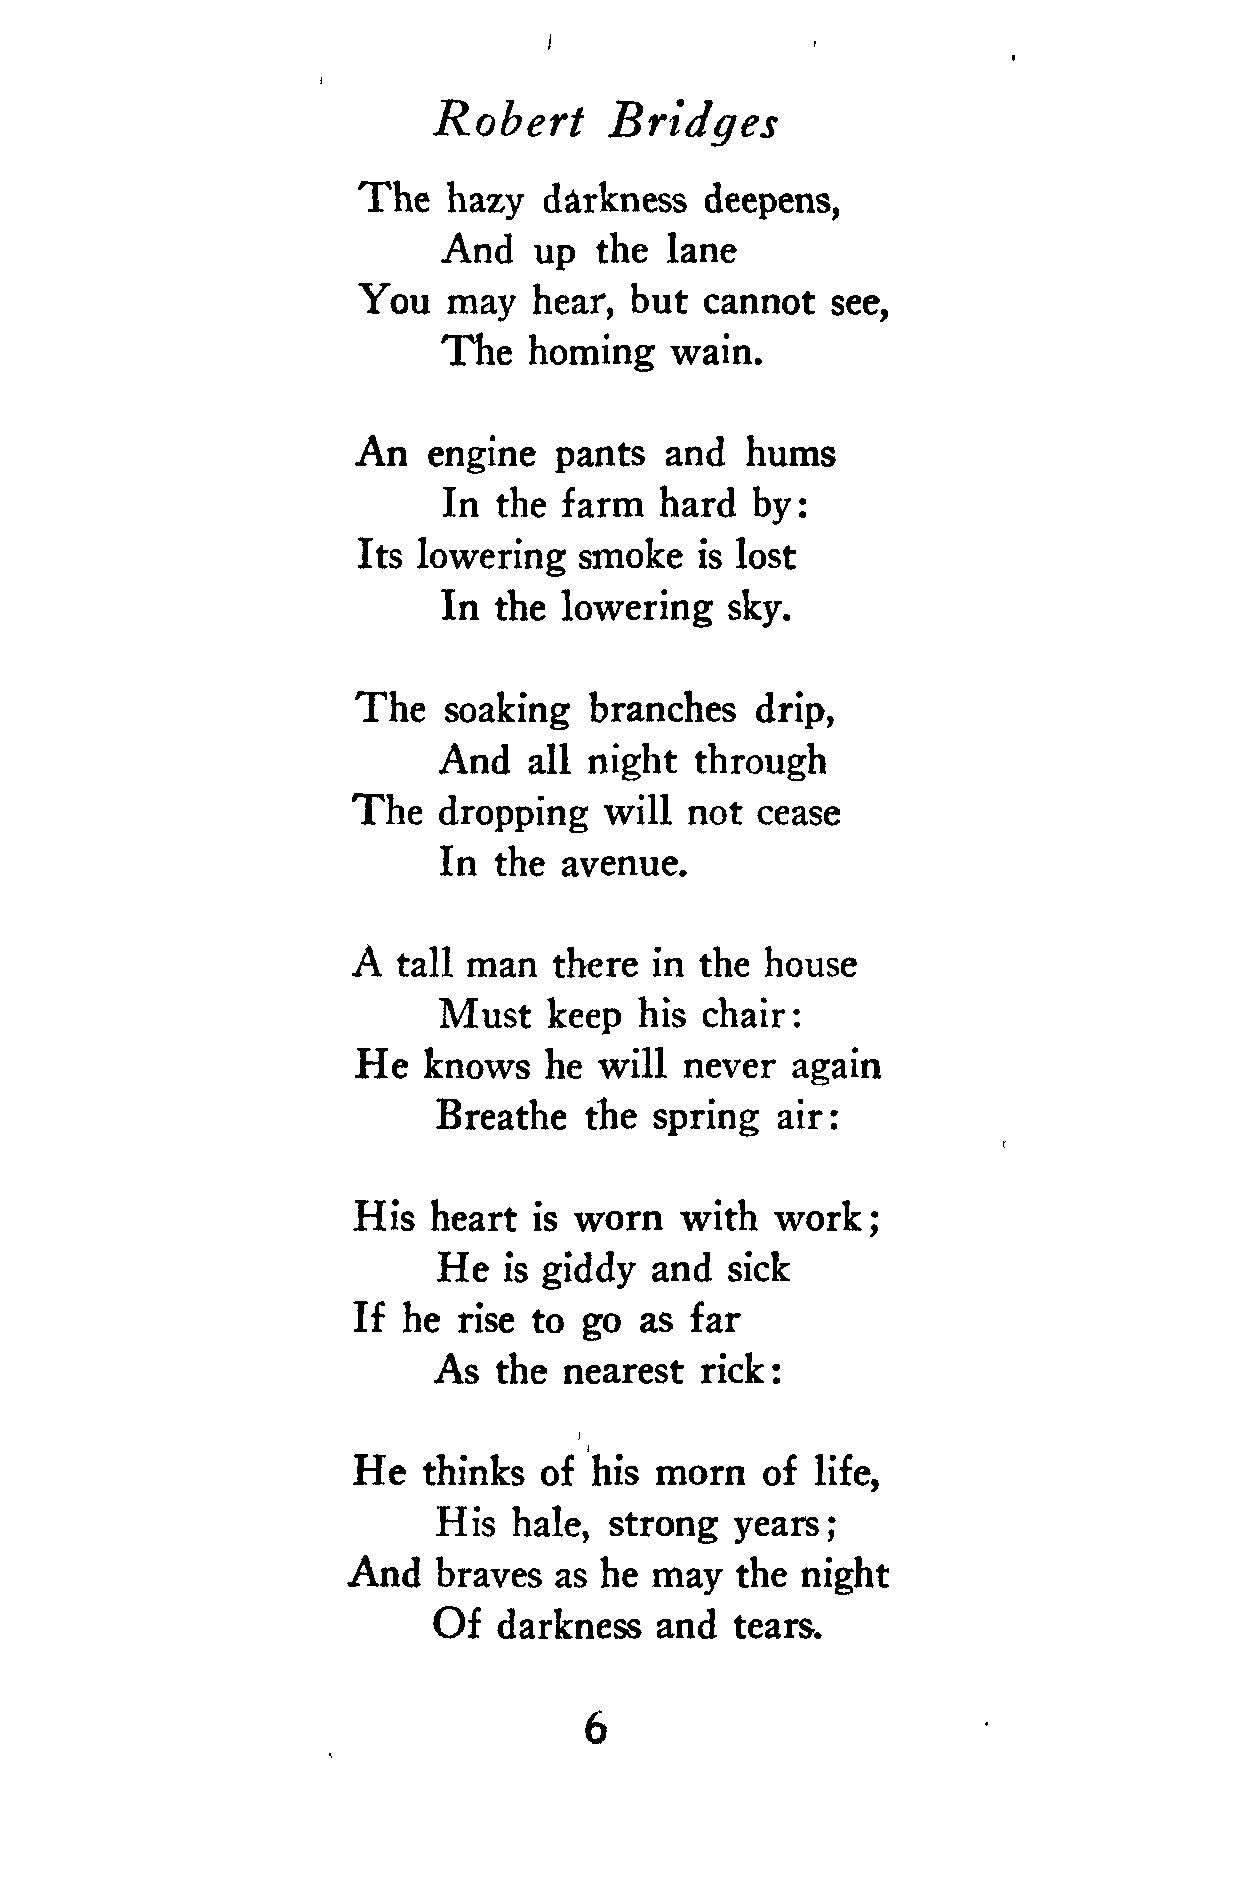 Robert Bridges
The hazy darkness deepens,
And up the lane
You may hear, but cannot see,
The homing wain.
An engine pants and hums
In the farm hard by:
Its lowering smoke is lost
In the lowering sky.
The soaking branches drip,
And all night through
The dropping will not cease
In the avenue.
A tall man there in the house
Must keep his chair:
He knows he will never again
Breathe the spring air:
His heart is worn with work;
He is giddy and sick
If he rise to go as far
As the nearest rick:
He thinks of his morn of life,
His hale, strong years;
And braves as he may the night
Of darkness and tears.
6